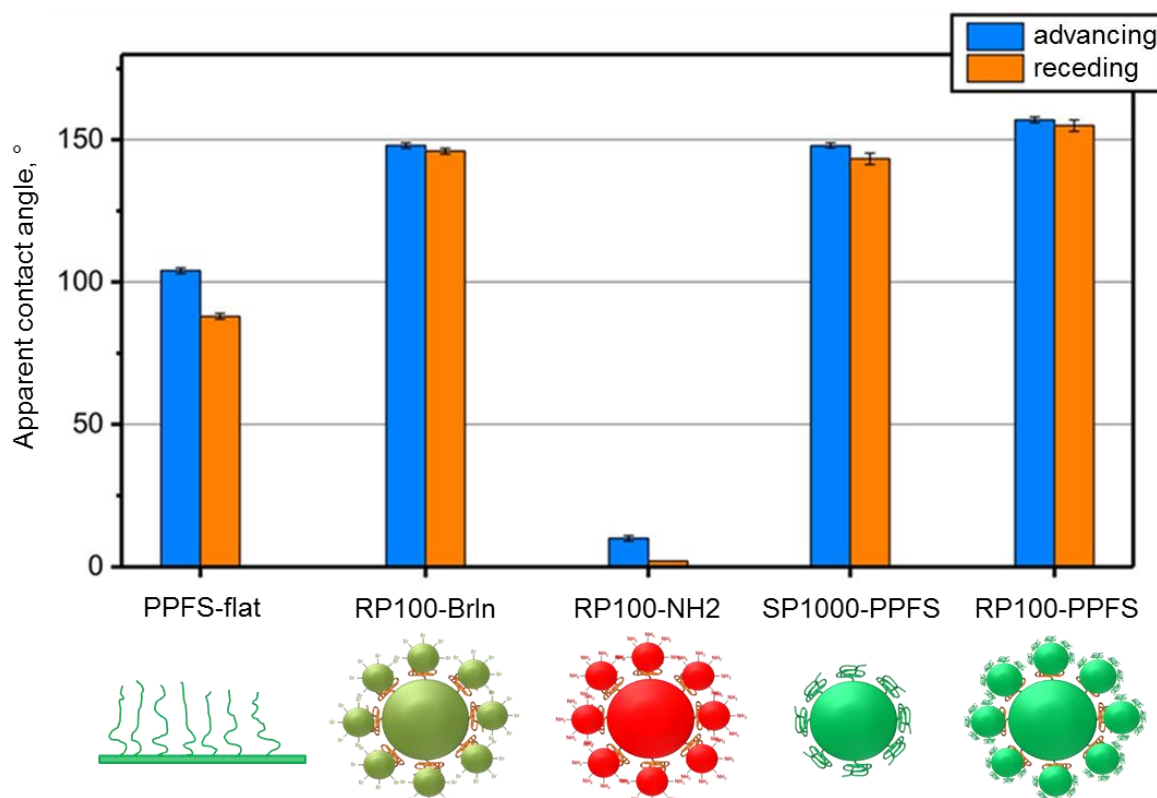 advancing
receding
Apparent contact angle, °
150
100
50
0
PPFS-flat
RP100-BrIn
RP100-NH2
SP1000-PPFS
RP100-PPFS